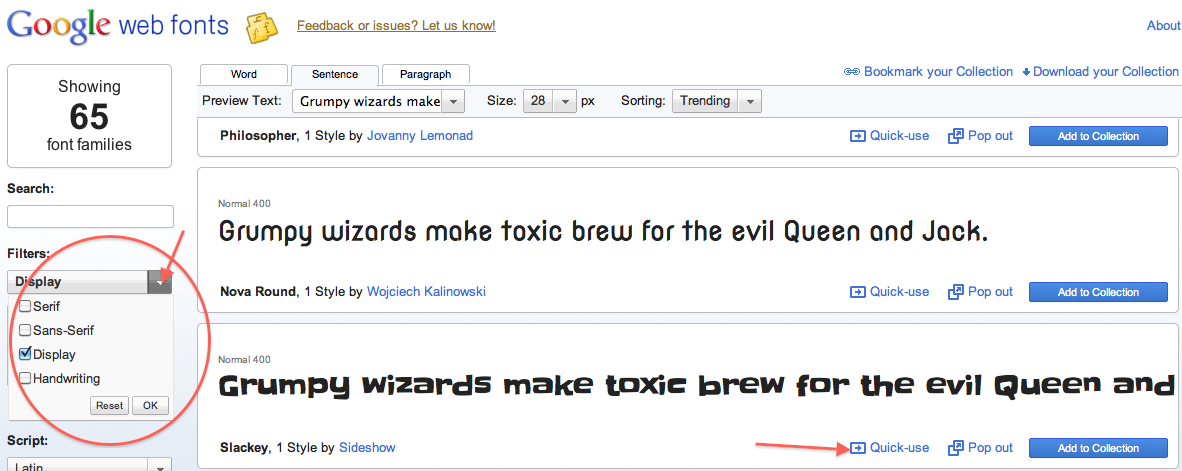 Google web fonts
Feedback or issues? Let us know!
About
Showing
65
font families
Search:
Filters:
Display
Serif
Sans-Serif
Display
Handwriting
Reset OK
Script:
Latin
Word Sentence Paragraph
Bookmark your Collection Download your Collection
Preview Text: Grumpy wizards make Size: 28 px Sorting: Trending
Philosopher, 1 Style by Jovanny Lemonad Quick-use Pop out Add to Collection
Normal 400
Grumpy wizards make toxic brew for the evil Queen and Jack.
Nova Round, 1 Style by Wojciech Kalinowski Quick-use Pop out Add to Collection
Normal 400
Grumpy wizards make toxic brew for the evil Queen and
Slackey, 1 Style by Sideshow Quick-use Pop out Add to Collection